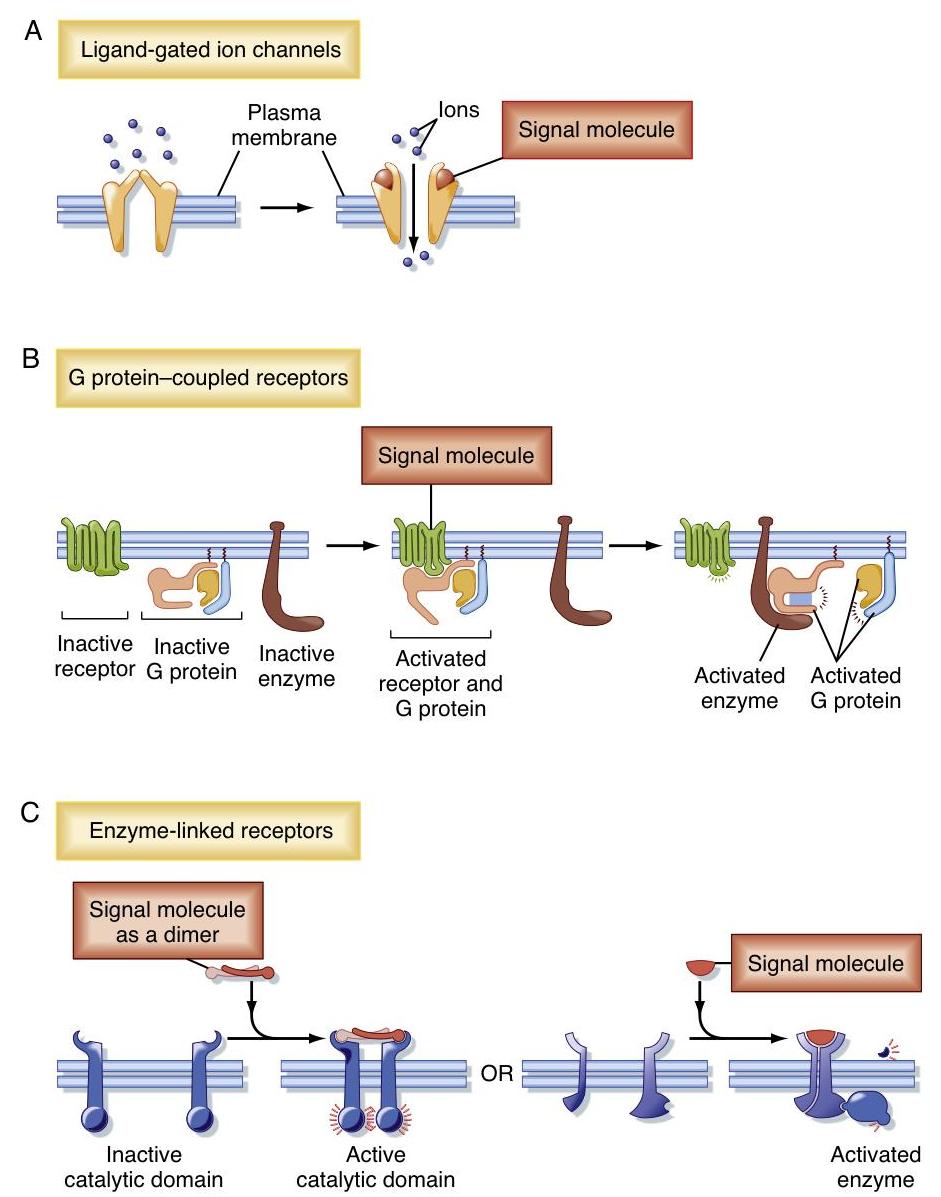 A
Ligand-gated ion channels
Plasma
membrane
Ions
Signal molecule
B
G protein–coupled receptors
Signal molecule
Inactive
receptor
Inactive
G protein
Inactive
enzyme
Activated
receptor and
G protein
Activated
enzyme
Activated
G protein
C
Enzyme-linked receptors
Signal molecule
as a dimer
Signal molecule
OR
Inactive
catalytic domain
Active
catalytic domain
Activated
enzyme